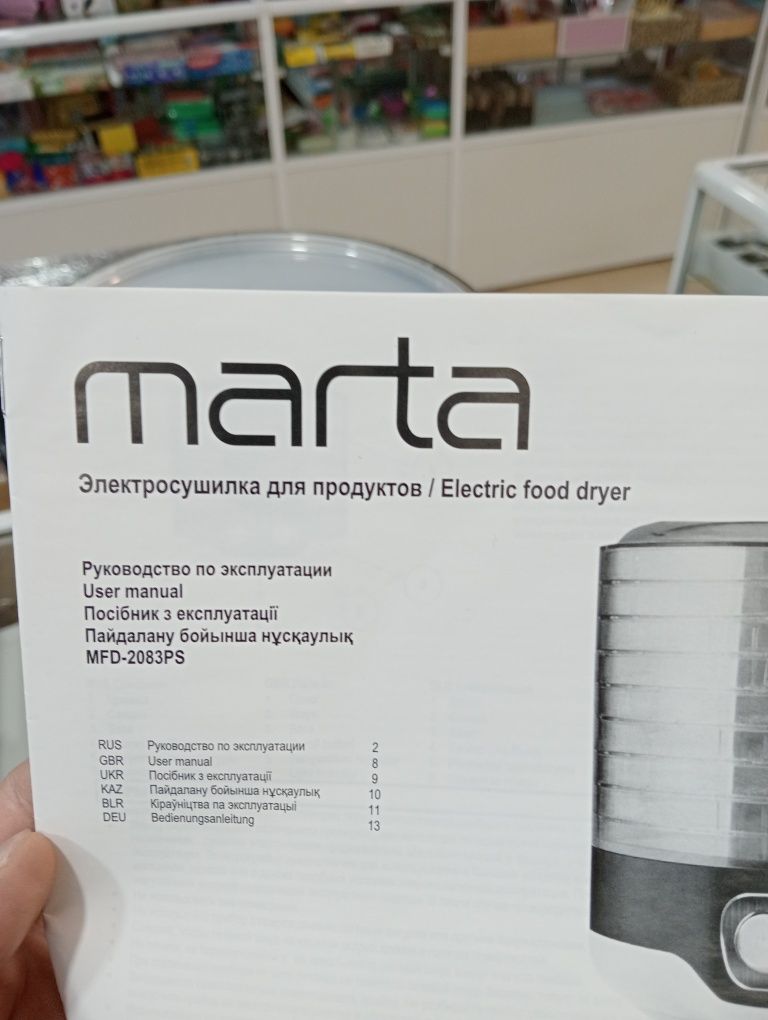 marta
Электросушилка для продуктов / Electric food dryer
Руководство по эксплуатации
User manual
Посібник з експлуатації
Пайдалану бойынша нұсқаулық
MFD-2083PS
RUS Руководство по эксплуатации 2
GBR User manual 8
UKR Посібник з експлуатації 9
KAZ Пайдалану бойынша нұсқаулық 10
BLR Кіраўніцтва па эксплуатацыі 11
DEU Bedienungsanleitung 13